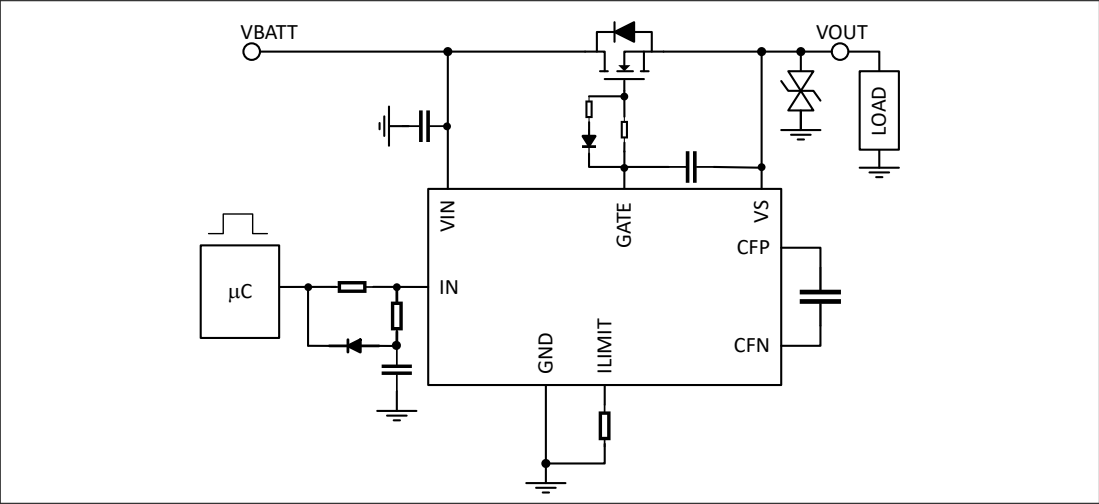 VBATT
VOUT
LOAD
VIN
GATE
VS
CFP
µC
IN
CFN
GND
ILIMIT